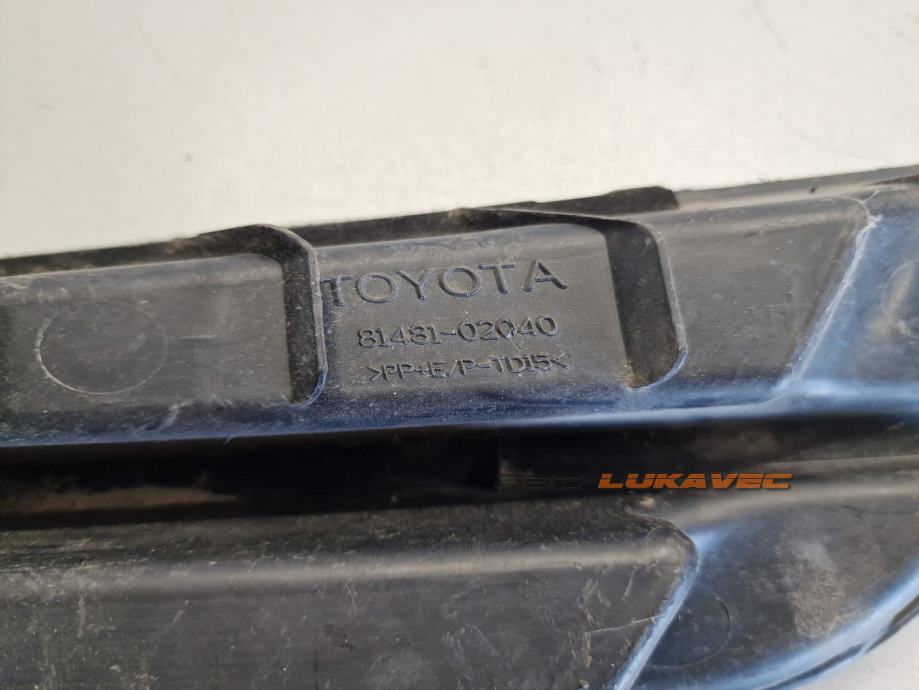 TOYOTA
81481-02040
>PP+E/P-TD15<
LUKAVEC